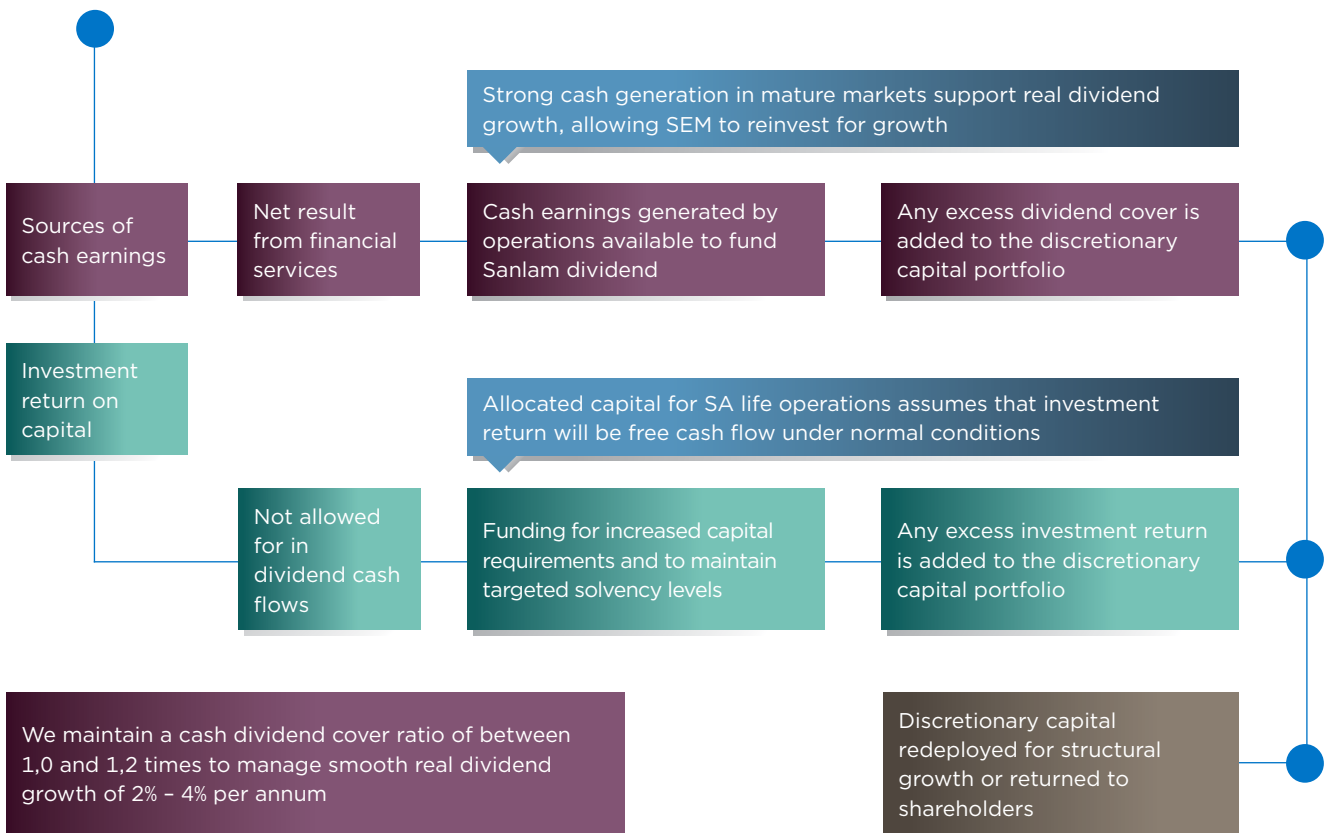 Strong cash generation in mature markets support real dividend
growth, allowing SEM to reinvest for growth
Sources of
cash earnings
Net result
from financial
services
Cash earnings generated by
operations available to fund
Sanlam dividend
Any excess dividend cover is
added to the discretionary
capital portfolio
Investment
return on
capital
Allocated capital for SA life operations assumes that investment
return will be free cash flow under normal conditions
Not allowed
for in
dividend cash
flows
Funding for increased capital
requirements and to maintain
targeted solvency levels
Any excess investment return
is added to the discretionary
capital portfolio
We maintain a cash dividend cover ratio of between
1,0 and 1,2 times to manage smooth real dividend
growth of 2% – 4% per annum
Discretionary capital
redeployed for structural
growth or returned to
shareholders